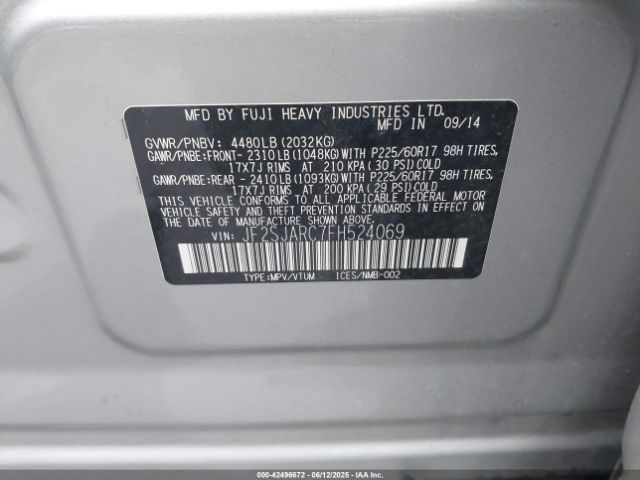 MFD BY FUJI HEAVY INDUSTRIES LTD.
MFD IN 09/14
GVWR/PNBV: 4480LB (2032KG)
GAWR/PNBE:FRONT- 2310LB (1048KG)WITH P225/60R17 98H TIRES,
17X7J RIMS AT 210 KPA (30 PSI)COLD
GAWR/PNBE:REAR - 2410LB (1093KG)WITH P225/60R17 98H TIRES,
17X7J RIMS AT 200 KPA (29 PSI)COLD
THIS VEHICLE CONFORMS TO ALL APPLICABLE FEDERAL MOTOR
VEHICLE SAFETY AND THEFT PREVENTION STANDARDS IN EFFECT ON
THE DATE OF MANUFACTURE SHOWN ABOVE.
VIN: JF2SJARC7FH524069
TYPE:MPV/VTUM ICES/NMB-002
000-42496672 - 06/12/2025 - IAA Inc.